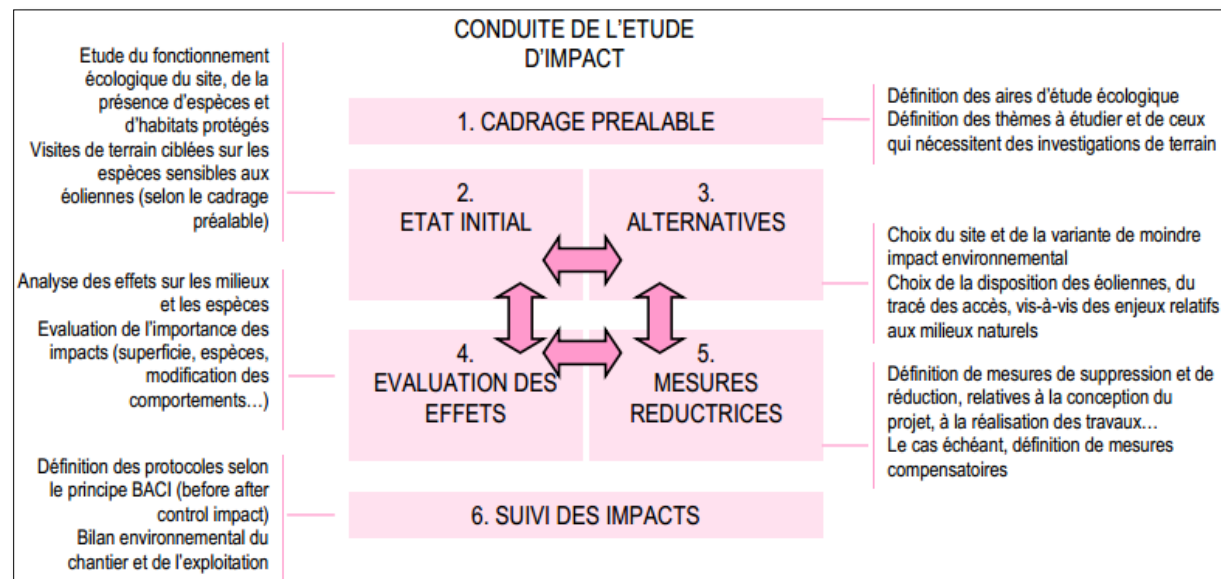 CONDUITE DE L'ETUDE
D'IMPACT
Etude du fonctionnement
écologique du site, de la
présence d'espèces et
d'habitats protégés
Visites de terrain ciblées sur les
espèces sensibles aux
éoliennes (selon le cadrage
préalable)
1. CADRAGE PREALABLE
Définition des aires d'étude écologique
Définition des thèmes à étudier et de ceux
qui nécessitent des investigations de terrain
2.
ETAT INITIAL
3.
ALTERNATIVES
Choix du site et de la variante de moindre
impact environnemental
Choix de la disposition des éoliennes, du
tracé des accès, vis-à-vis des enjeux relatifs
aux milieux naturels
Analyse des effets sur les milieux
et les espèces
Evaluation de l'importance des
impacts (superficie, espèces,
modification des
comportements…)
4.
EVALUATION DES
EFFETS
5.
MESURES
REDUCTRICES
Définition de mesures de suppression et de
réduction, relatives à la conception du
projet, à la réalisation des travaux…
Le cas échéant, définition de mesures
compensatoires
Définition des protocoles selon
le principe BACI (before after
control impact)
Bilan environnemental du
chantier et de l'exploitation
6. SUIVI DES IMPACTS